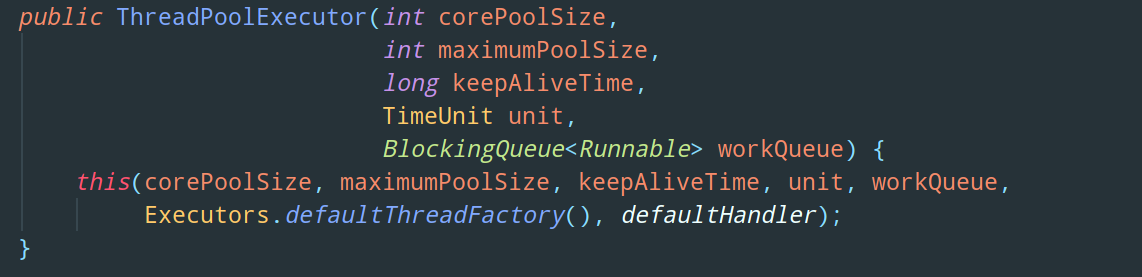 public ThreadPoolExecutor(int corePoolSize,
int maximumPoolSize,
long keepAliveTime,
TimeUnit unit,
BlockingQueue<Runnable> workQueue) {
this(corePoolSize, maximumPoolSize, keepAliveTime, unit, workQueue,
Executors.defaultThreadFactory(), defaultHandler);
}